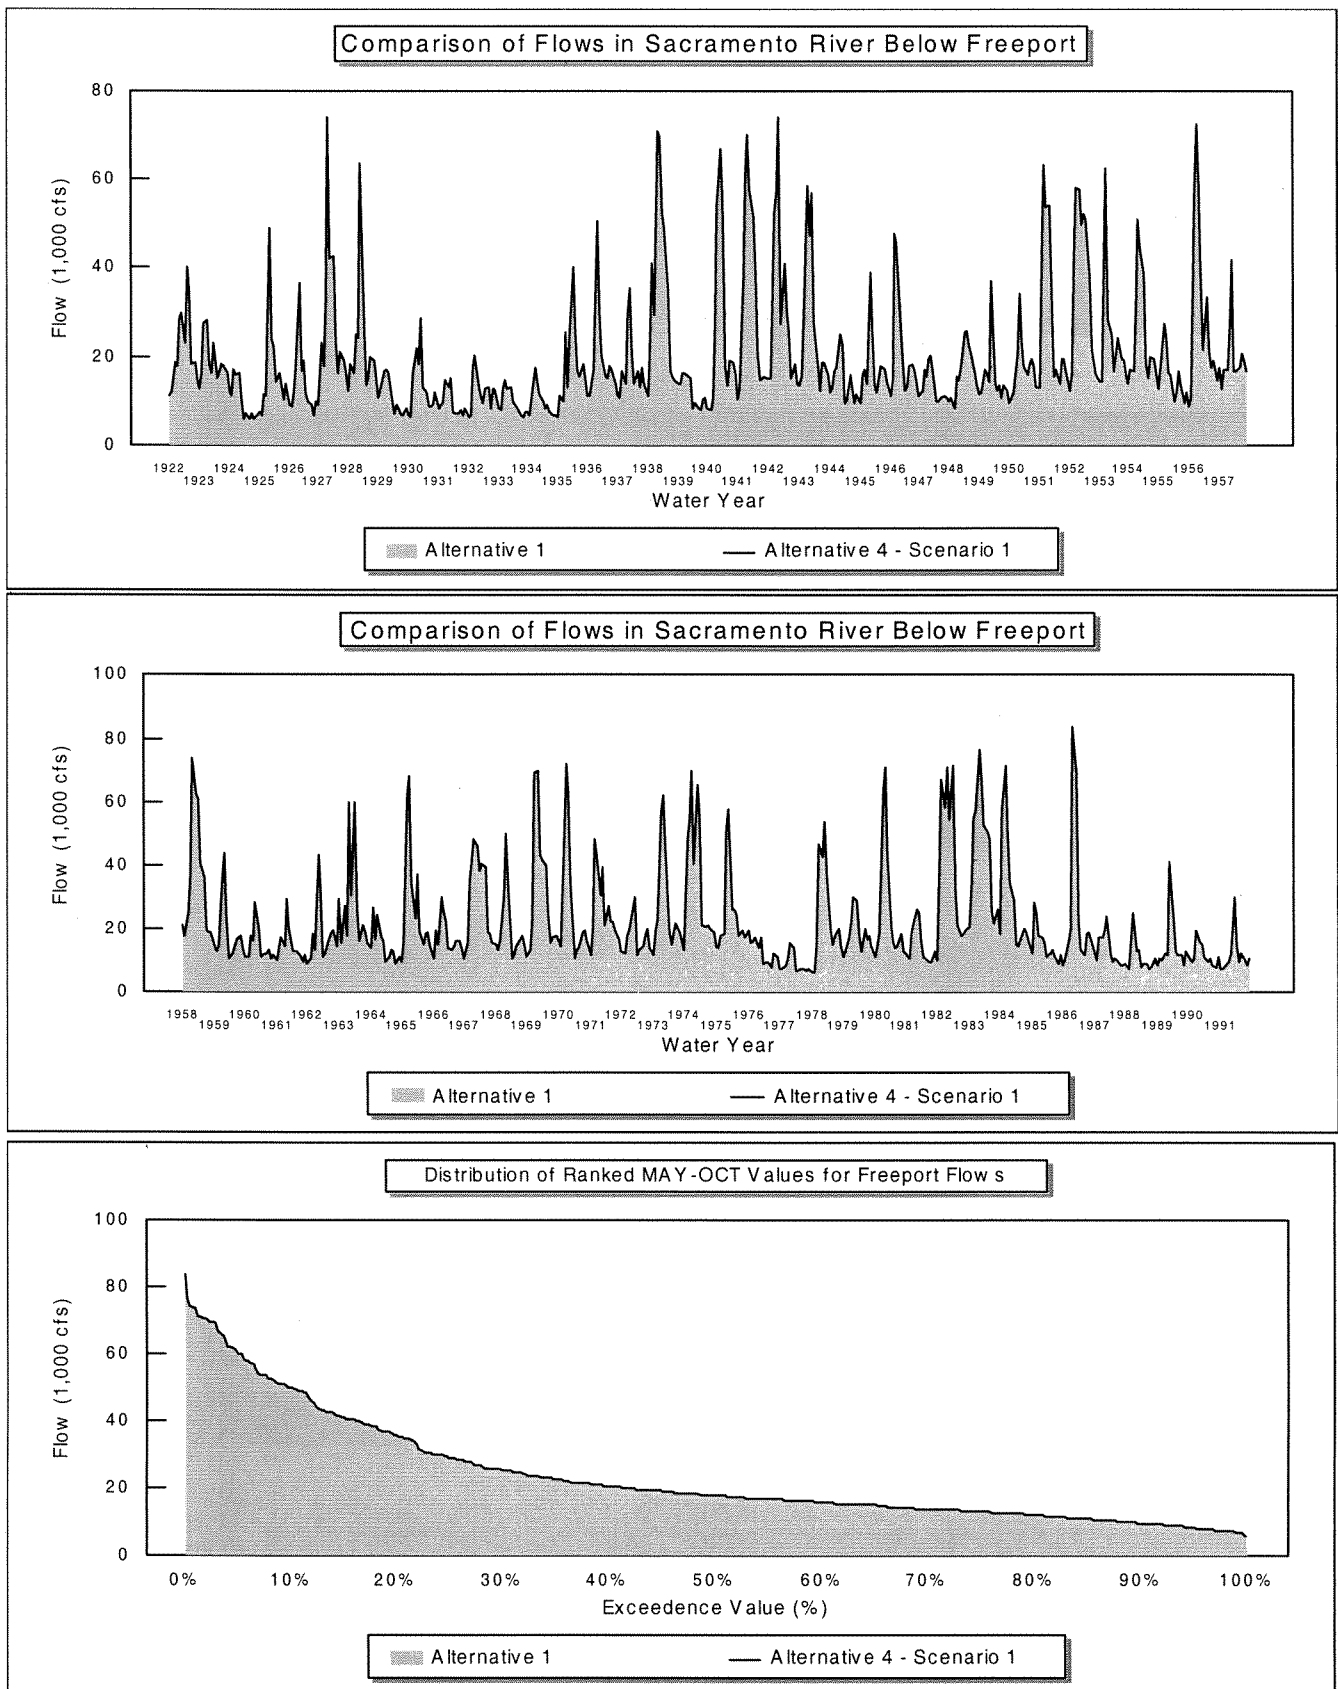 Comparison of Flows in Sacramento River Below Freeport
Flow (1,000 cfs)
80
60
40
20
0
1922 1924 1926 1928 1930 1932 1934 1936 1938 1940 1942 1944 1946 1948 1950 1952 1954 1956
1923 1925 1927 1929 1931 1933 1935 1937 1939 1941 1943 1945 1947 1949 1951 1953 1955 1957
Water Year
Alternative 1 Alternative 4 - Scenario 1
Comparison of Flows in Sacramento River Below Freeport
Flow (1,000 cfs)
100
80
60
40
20
0
1958 1960 1962 1964 1966 1968 1970 1972 1974 1976 1978 1980 1982 1984 1986 1988 1990
1959 1961 1963 1965 1967 1969 1971 1973 1975 1977 1979 1981 1983 1985 1987 1989 1991
Water Year
Alternative 1 Alternative 4 - Scenario 1
Distribution of Ranked MAY-OCT Values for Freeport Flows
Flow (1,000 cfs)
100
80
60
40
20
0
0% 10% 20% 30% 40% 50% 60% 70% 80% 90% 100%
Exceedence Value (%)
Alternative 1 Alternative 4 - Scenario 1